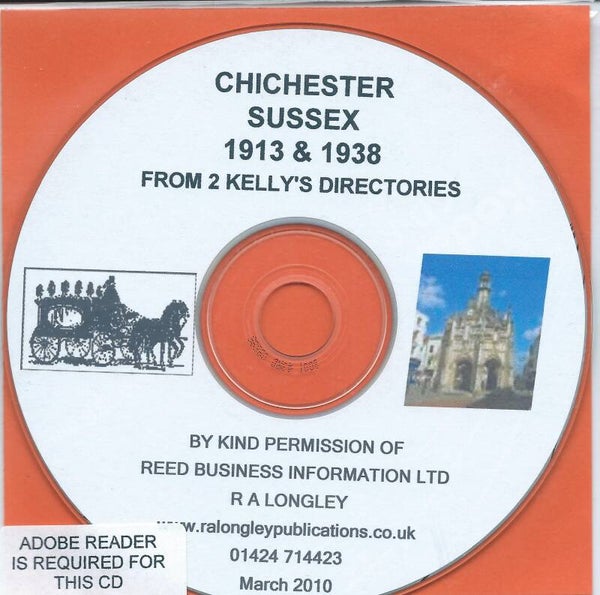 CHICHESTER
SUSSEX
1913 & 1938
FROM 2 KELLY'S DIRECTORIES
BY KIND PERMISSION OF
REED BUSINESS INFORMATION LTD
R A LONGLEY
www.ralongleypublications.co.uk
01424 714423
March 2010
ADOBE READER
IS REQUIRED FOR
THIS CD